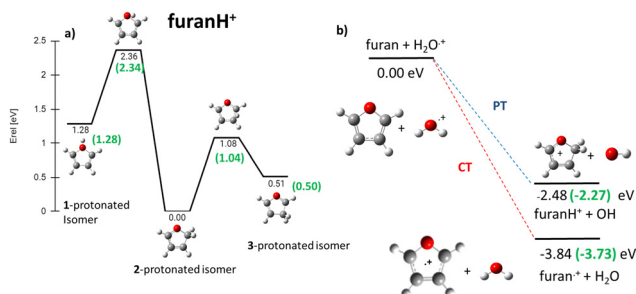 a)
furanH⁺
Erel [eV]
2.5
2
1.5
1
0.5
0
2.36
(2.34)
1.28
(1.28)
1-protonated
Isomer
0.00
2-protonated isomer
1.08
(1.04)
0.51
(0.50)
3-protonated isomer
b)
furan + H₂O·⁺
0.00 eV
+
·+
PT
CT
+
+
-2.48 (-2.27) eV
furanH⁺ + OH
·+
+
-3.84 (-3.73) eV
furan·⁺ + H₂O